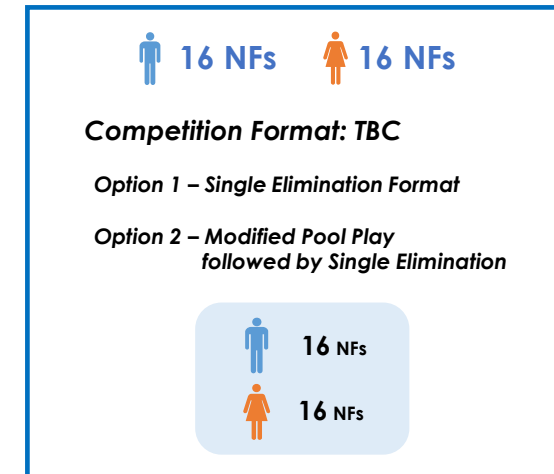 16 NFs 16 NFs
Competition Format: TBC
Option 1 – Single Elimination Format
Option 2 – Modified Pool Play
followed by Single Elimination
16 NFs
16 NFs